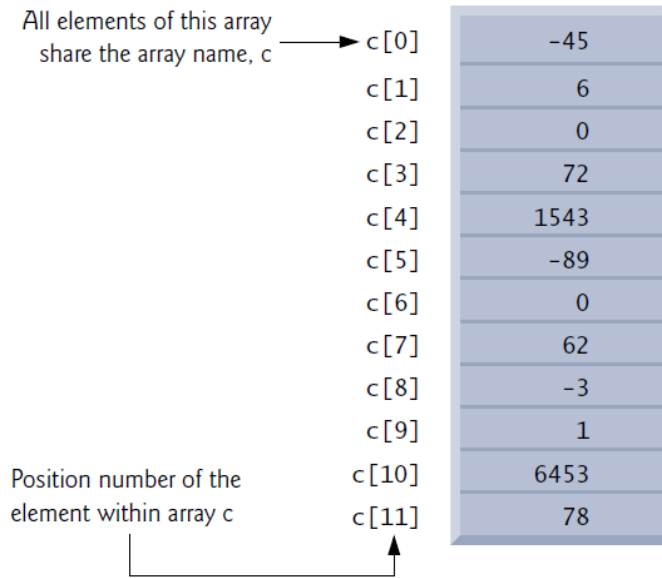 All elements of this array
share the array name, c
c[0] -45
c[1] 6
c[2] 0
c[3] 72
c[4] 1543
c[5] -89
c[6] 0
c[7] 62
c[8] -3
c[9] 1
Position number of the
element within array c
c[10] 6453
c[11] 78